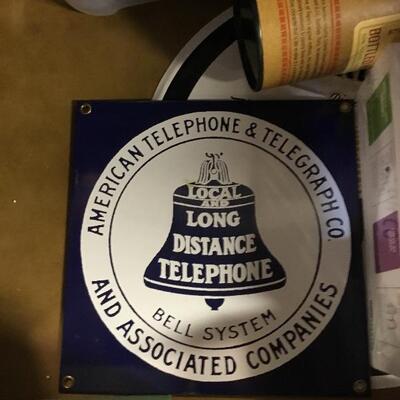 AMERICAN TELEPHONE & TELEGRAPH CO.
LOCAL
AND
LONG
DISTANCE
TELEPHONE
BELL SYSTEM
AND ASSOCIATED COMPANIES